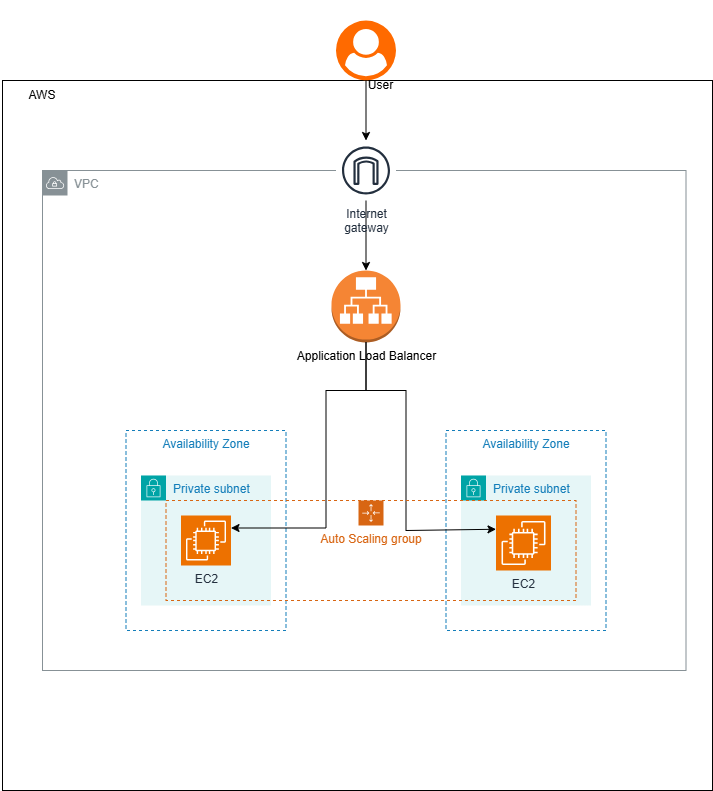 User
AWS
VPC
Internet
gateway
Application Load Balancer
Availability Zone
Availability Zone
Private subnet
Private subnet
Auto Scaling group
EC2
EC2